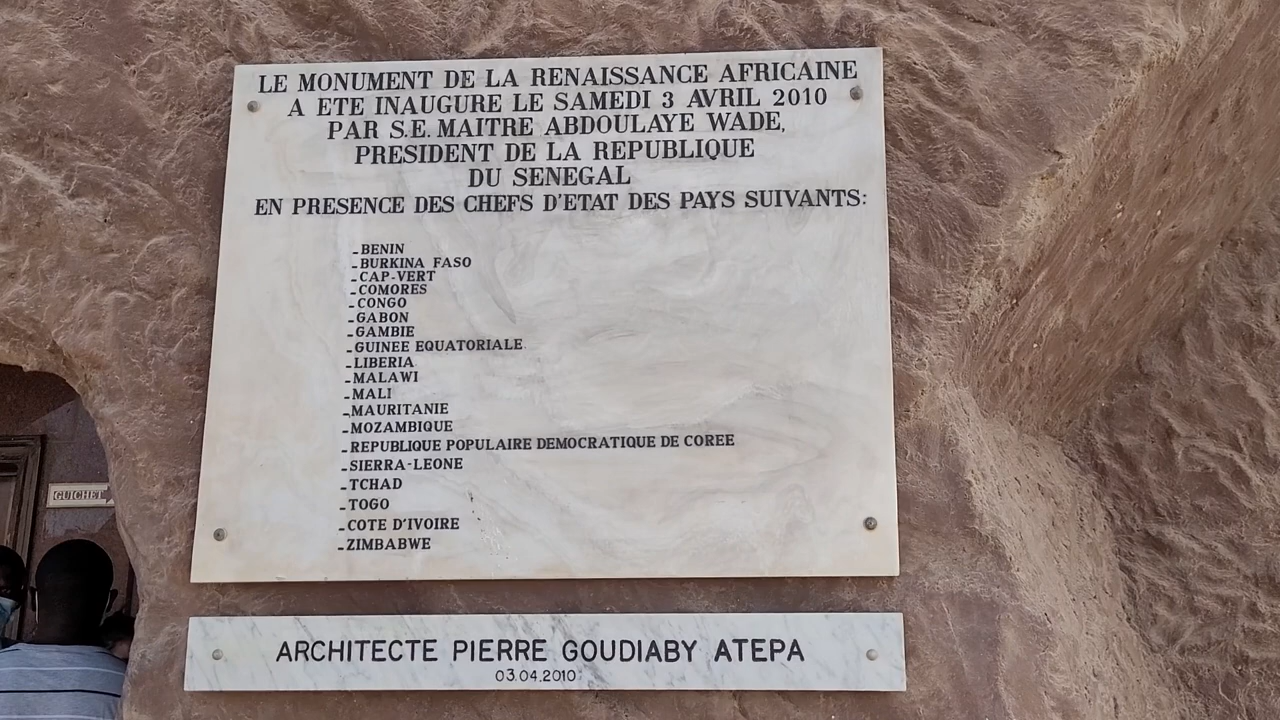 LE MONUMENT DE LA RENAISSANCE AFRICAINE
A ETE INAUGURE LE SAMEDI 3 AVRIL 2010
PAR S.E. MAITRE ABDOULAYE WADE,
PRESIDENT DE LA REPUBLIQUE
DU SENEGAL
EN PRESENCE DES CHEFS D'ETAT DES PAYS SUIVANTS:
-BENIN
-BURKINA FASO
-CAP-VERT
-COMORES
-CONGO
-GABON
-GAMBIE
-GUINEE EQUATORIALE
-LIBERIA
-MALAWI
-MALI
-MAURITANIE
-MOZAMBIQUE
-REPUBLIQUE POPULAIRE DEMOCRATIQUE DE COREE
-SIERRA-LEONE
-TCHAD
-TOGO
-COTE D'IVOIRE
-ZIMBABWE
GUICHET
ARCHITECTE PIERRE GOUDIABY ATEPA
03.04.2010